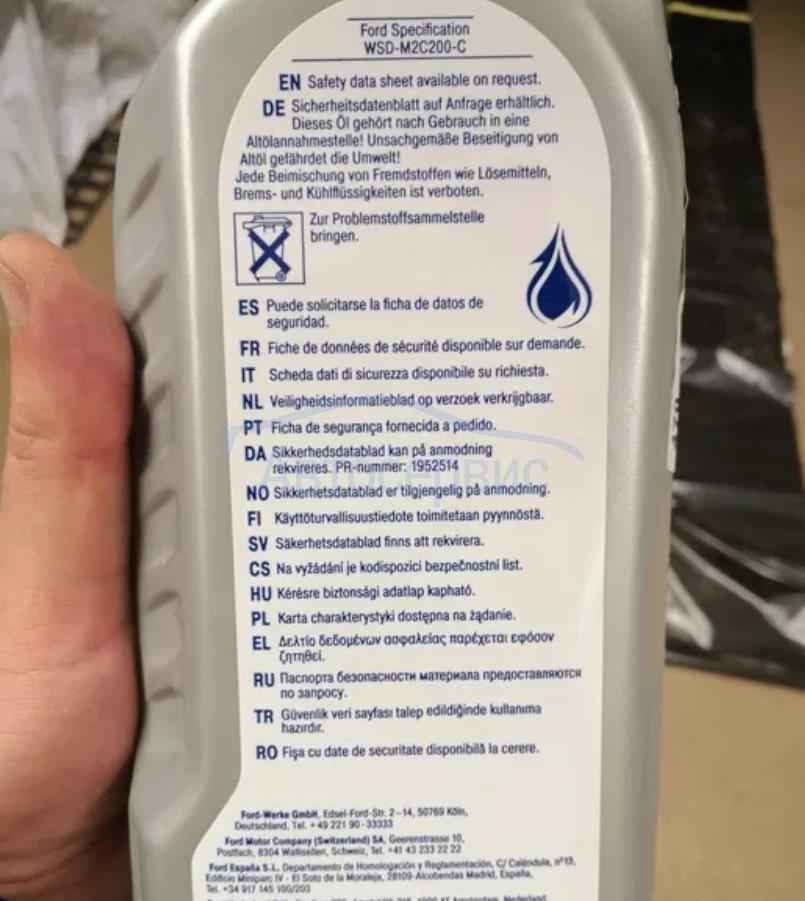 Ford Specification
WSD-M2C200-C
EN Safety data sheet available on request.
DE Sicherheitsdatenblatt auf Anfrage erhältlich.
Dieses Öl gehört nach Gebrauch in eine
Altölannahmestelle! Unsachgemäße Beseitigung von
Altöl gefährdet die Umwelt!
Jede Beimischung von Fremdstoffen wie Lösemitteln,
Brems- und Kühlflüssigkeiten ist verboten.
Zur Problemstoffsammelstelle
bringen.
ES Puede solicitarse la ficha de datos de
seguridad.
FR Fiche de données de sécurité disponible sur demande.
IT Scheda dati di sicurezza disponibile su richiesta.
NL Veiligheidsinformatieblad op verzoek verkrijgbaar.
PT Ficha de segurança fornecida a pedido.
DA Sikkerhedsdatablad kan på anmodning
rekvireres. PR-nummer: 1952514
АВТОСЕРВИС
NO Sikkerhetsdatablad er tilgjengelig på anmodning.
FI Käyttöturvallisuustiedote toimitetaan pyynnöstä.
SV Säkerhetsdatablad finns att rekvirera.
CS Na vyžádání je kodispozici bezpečnostní list.
HU Kérésre biztonsági adatlap kapható.
PL Karta charakterystyki dostępna na żądanie.
EL Δελτίο δεδομένων ασφαλείας παρέχεται εφόσον
ζητηθεί.
RU Паспорта безопасности материала предоставляются
по запросу.
TR Güvenlik veri sayfası talep edildiğinde kullanıma
hazırdır.
RO Fişa cu date de securitate disponibilă la cerere.
Ford-Werke GmbH, Edsel-Ford-Str. 2–14, 50769 Köln,
Deutschland, Tel. +49 221 90-33333
Ford Motor Company (Switzerland) SA, Geerenstrasse 10,
Postfach, 8304 Wallisellen, Schweiz, Tel. +41 43 233 22 22
Ford España S.L. Departamento de Homologación y Reglamentación, C/ Caléndula, nº13,
Edificio Miniparc IV - El Soto de la Moraleja, 28109-Alcobendas Madrid, España,
Tel. +34 917 145 100/203